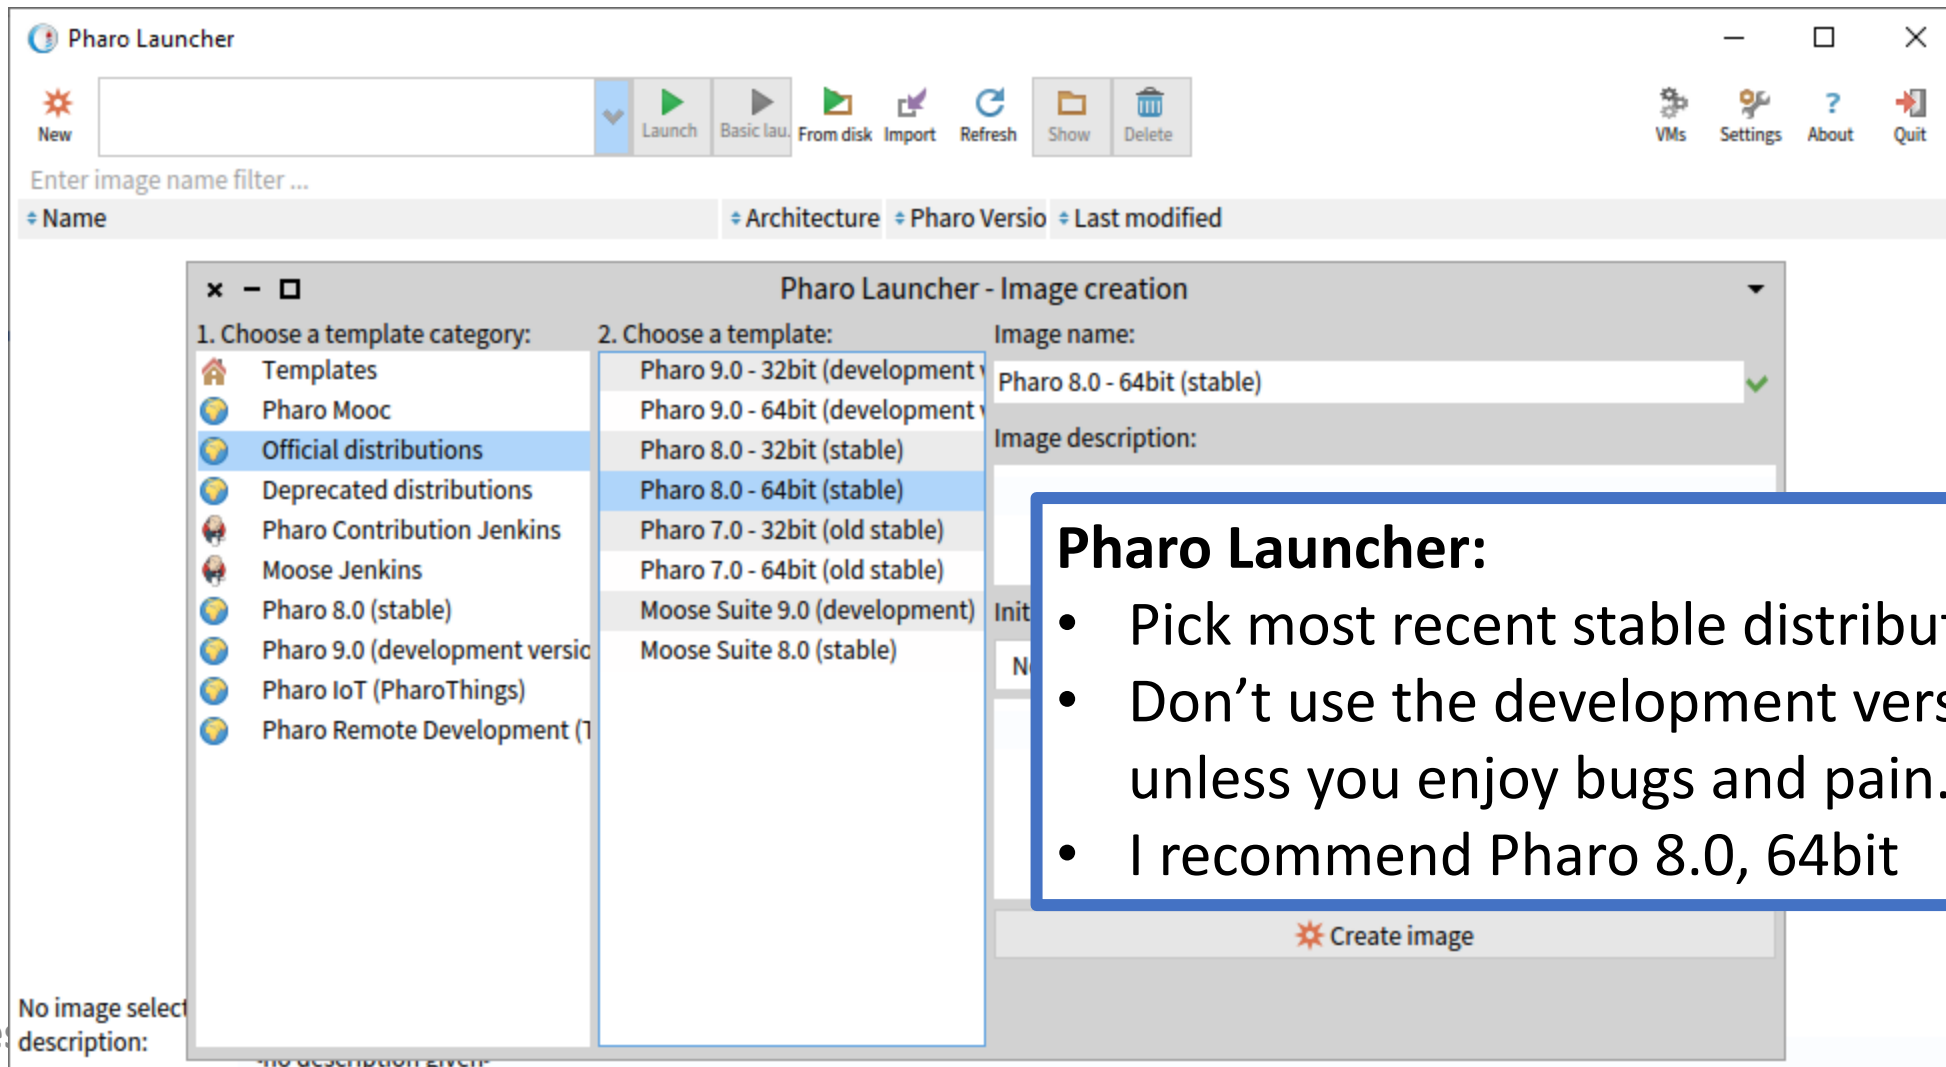 Pharo Launcher
New
Launch
Basic lau.
From disk
Import
Refresh
Show
Delete
VMs
Settings
About
Quit
Enter image name filter ...
Name
Architecture
Pharo Versio
Last modified
Pharo Launcher - Image creation
1. Choose a template category:
Templates
Pharo Mooc
Official distributions
Deprecated distributions
Pharo Contribution Jenkins
Moose Jenkins
Pharo 8.0 (stable)
Pharo 9.0 (development versio
Pharo IoT (PharoThings)
Pharo Remote Development (T
2. Choose a template:
Pharo 9.0 - 32bit (development v
Pharo 9.0 - 64bit (development v
Pharo 8.0 - 32bit (stable)
Pharo 8.0 - 64bit (stable)
Pharo 7.0 - 32bit (old stable)
Pharo 7.0 - 64bit (old stable)
Moose Suite 9.0 (development)
Moose Suite 8.0 (stable)
Image name:
Pharo 8.0 - 64bit (stable)
Image description:
Init
Pharo Launcher:
• Pick most recent stable distribut
• Don't use the development vers
unless you enjoy bugs and pain.
• I recommend Pharo 8.0, 64bit
Create image
No image select
description: